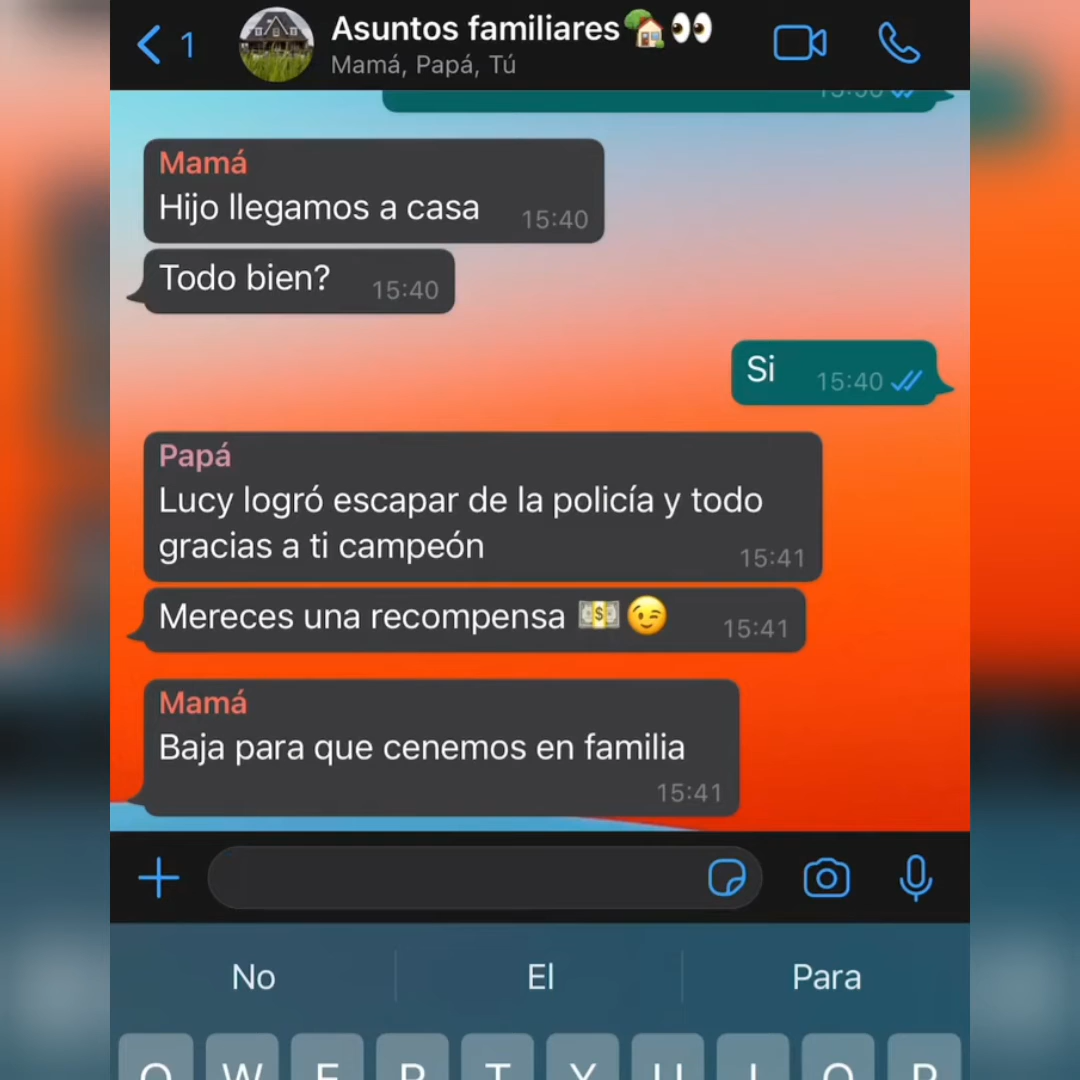 1
Asuntos familiares🏡👀
Mamá, Papá, Tú
Mamá
Hijo llegamos a casa 15:40
Todo bien? 15:40
Si 15:40
Papá
Lucy logró escapar de la policía y todo
gracias a ti campeón 15:41
Mereces una recompensa 💵😉 15:41
Mamá
Baja para que cenemos en familia
15:41
No El Para
Q W E R T Y U I O P